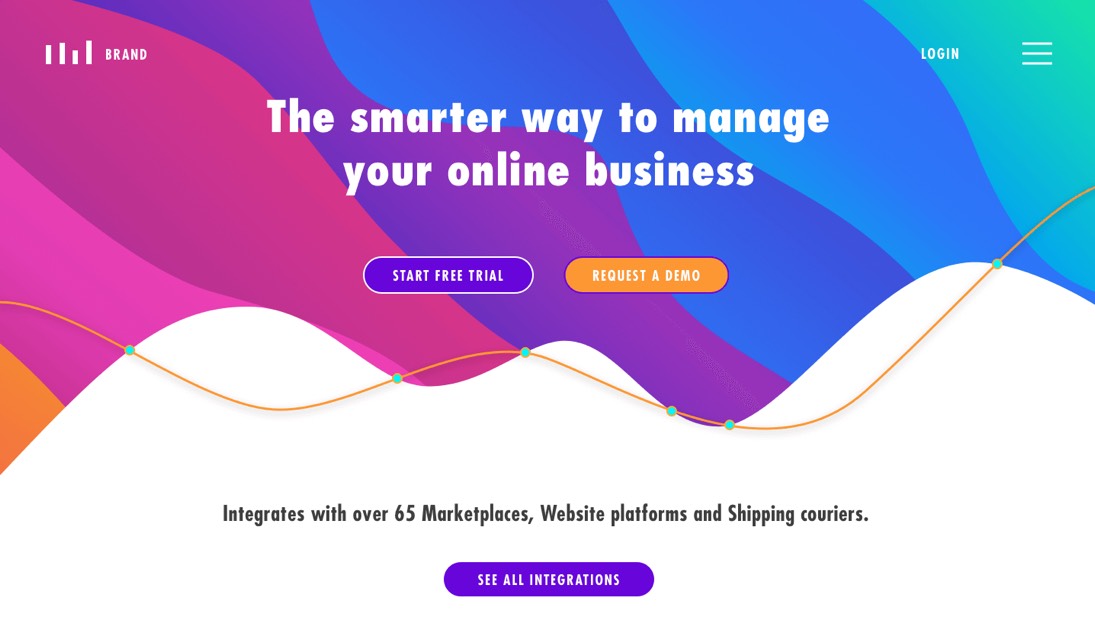 BRAND
LOGIN
The smarter way to manage
your online business
START FREE TRIAL
REQUEST A DEMO
Integrates with over 65 Marketplaces, Website platforms and Shipping couriers.
SEE ALL INTEGRATIONS